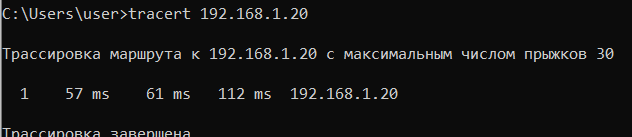 C:\Users\user>tracert 192.168.1.20
Трассировка маршрута к 192.168.1.20 с максимальным числом прыжков 30
1 57 ms 61 ms 112 ms 192.168.1.20
Трассировка завершена.